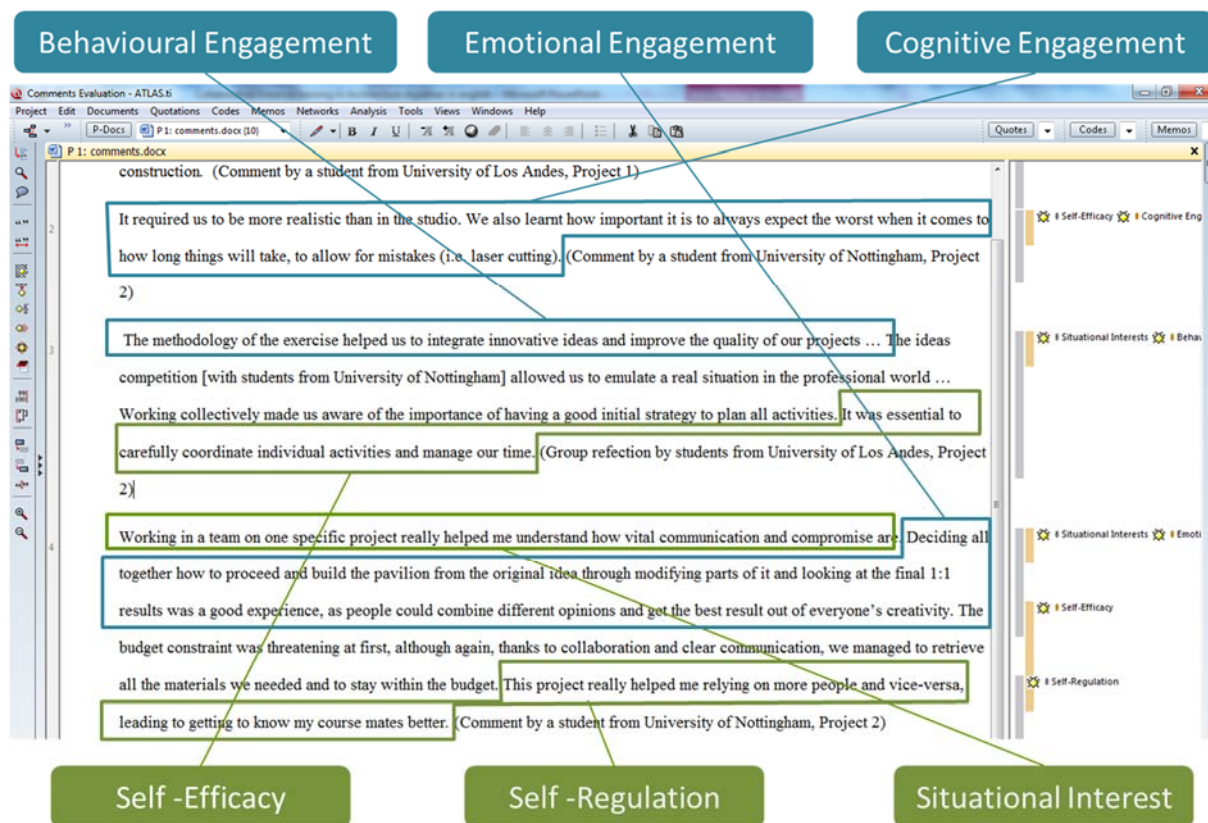 Behavioural Engagement
Emotional Engagement
Cognitive Engagement
Comments Evaluation - ATLAS.ti
Project Edit Documents Quotations Codes Memos Networks Analysis Tools Views Windows Help
P-Docs P 1: comments.docx (10) B I U Quotes Codes Memos
P 1: comments.docx
construction. (Comment by a student from University of Los Andes, Project 1)
2
It required us to be more realistic than in the studio. We also learnt how important it is to always expect the worst when it comes to
how long things will take, to allow for mistakes (i.e. laser cutting). (Comment by a student from University of Nottingham, Project
2)
Self-Efficacy Cognitive Eng
3
The methodology of the exercise helped us to integrate innovative ideas and improve the quality of our projects … The ideas
competition [with students from University of Nottingham] allowed us to emulate a real situation in the professional world …
Working collectively made us aware of the importance of having a good initial strategy to plan all activities. It was essential to
carefully coordinate individual activities and manage our time. (Group refection by students from University of Los Andes, Project
2)
Situational Interests Behav
4
Working in a team on one specific project really helped me understand how vital communication and compromise are. Deciding all
together how to proceed and build the pavilion from the original idea through modifying parts of it and looking at the final 1:1
results was a good experience, as people could combine different opinions and get the best result out of everyone's creativity. The
budget constraint was threatening at first, although again, thanks to collaboration and clear communication, we managed to retrieve
all the materials we needed and to stay within the budget. This project really helped me relying on more people and vice-versa,
leading to getting to know my course mates better. (Comment by a student from University of Nottingham, Project 2)
Situational Interests Emoti
Self-Efficacy
Self-Regulation
Self -Efficacy
Self -Regulation
Situational Interest